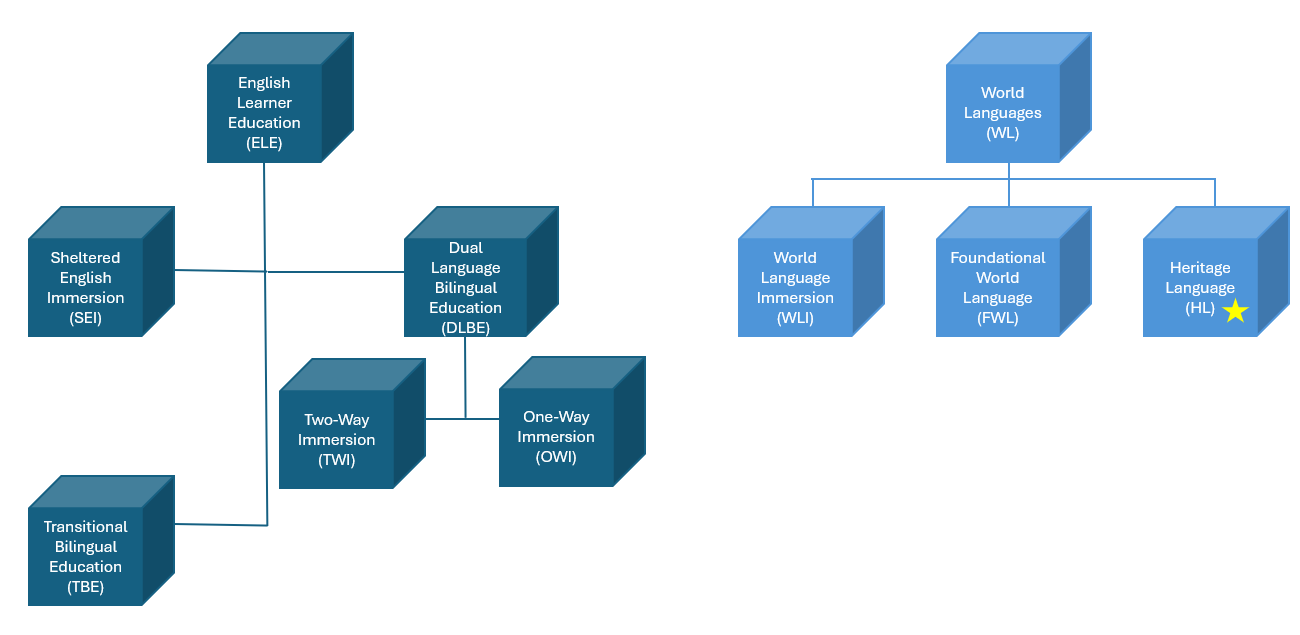 English
Learner
Education
(ELE)
World
Languages
(WL)
Sheltered
English
Immersion
(SEI)
Dual
Language
Bilingual
Education
(DLBE)
World
Language
Immersion
(WLI)
Foundational
World
Language
(FWL)
Heritage
Language
(HL)
Two-Way
Immersion
(TWI)
One-Way
Immersion
(OWI)
Transitional
Bilingual
Education
(TBE)